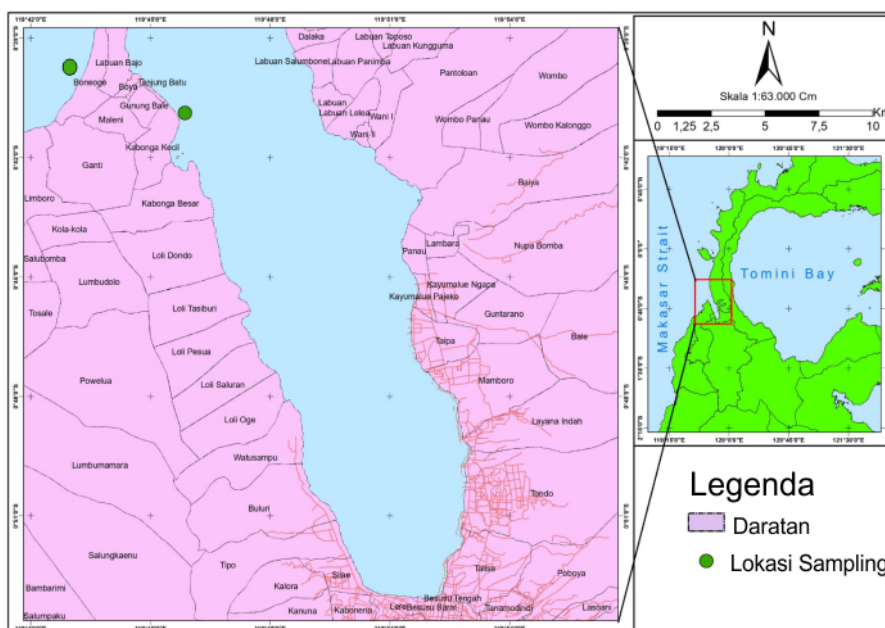 Dalaka
Labuan Toposo
Labuan Kungguma
Labuan Bajo
Labuan Salumbone
Labuan Panimba
Boneoge
Boya
Tanjung Batu
Pantoloan
Wombo
Gunung Bale
Labuan
Labuan Lelea
Wani I
Maleni
Wombo Panau
Wombo Kalonggo
Wani II
Kabonga Kecil
Ganti
Baiya
Limboro
Kabonga Besar
Kola-kola
Lambara
Nupa Bomba
Salubomba
Loli Dondo
Panau
Lumbudolo
Kayumalue Ngapa
Kayumalue Pajeko
Tosale
Loli Tasiburi
Guntarano
Taipa
Bale
Loli Pesua
Powelua
Loli Saluran
Mamboro
Loli Oge
Layana Indah
Watusampu
Lumbumamara
Tondo
Buluri
Salungkaenu
Tipo
Silae
Talise
Poboya
Bambarimi
Kalora
Besusu Tengah
Salumpaku
Kanuna
Kabonena
Lere
Besusu Barat
Tanamodindi
Lasoani
N
Skala 1:63.000 Cm
Km
0 1,25 2,5 5 7,5 10
Makasar Strait
Tomini Bay
Legenda
Daratan
Lokasi Sampling